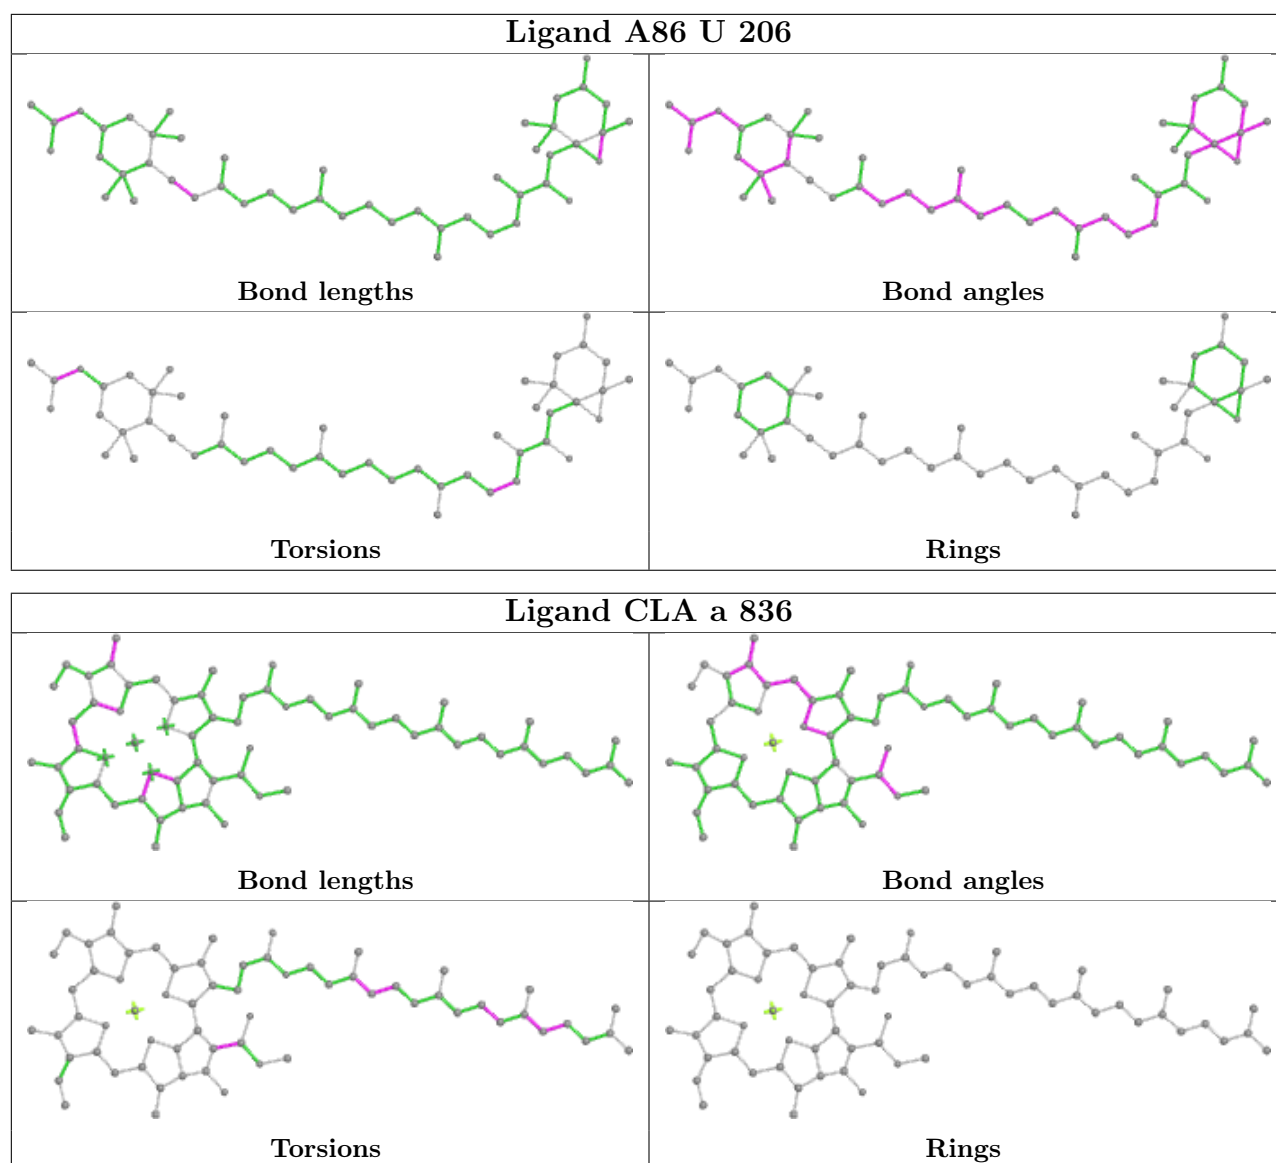 Ligand A86 U 206
Bond lengths
Bond angles
Torsions
Rings
Ligand CLA a 836
Bond lengths
Bond angles
Torsions
Rings